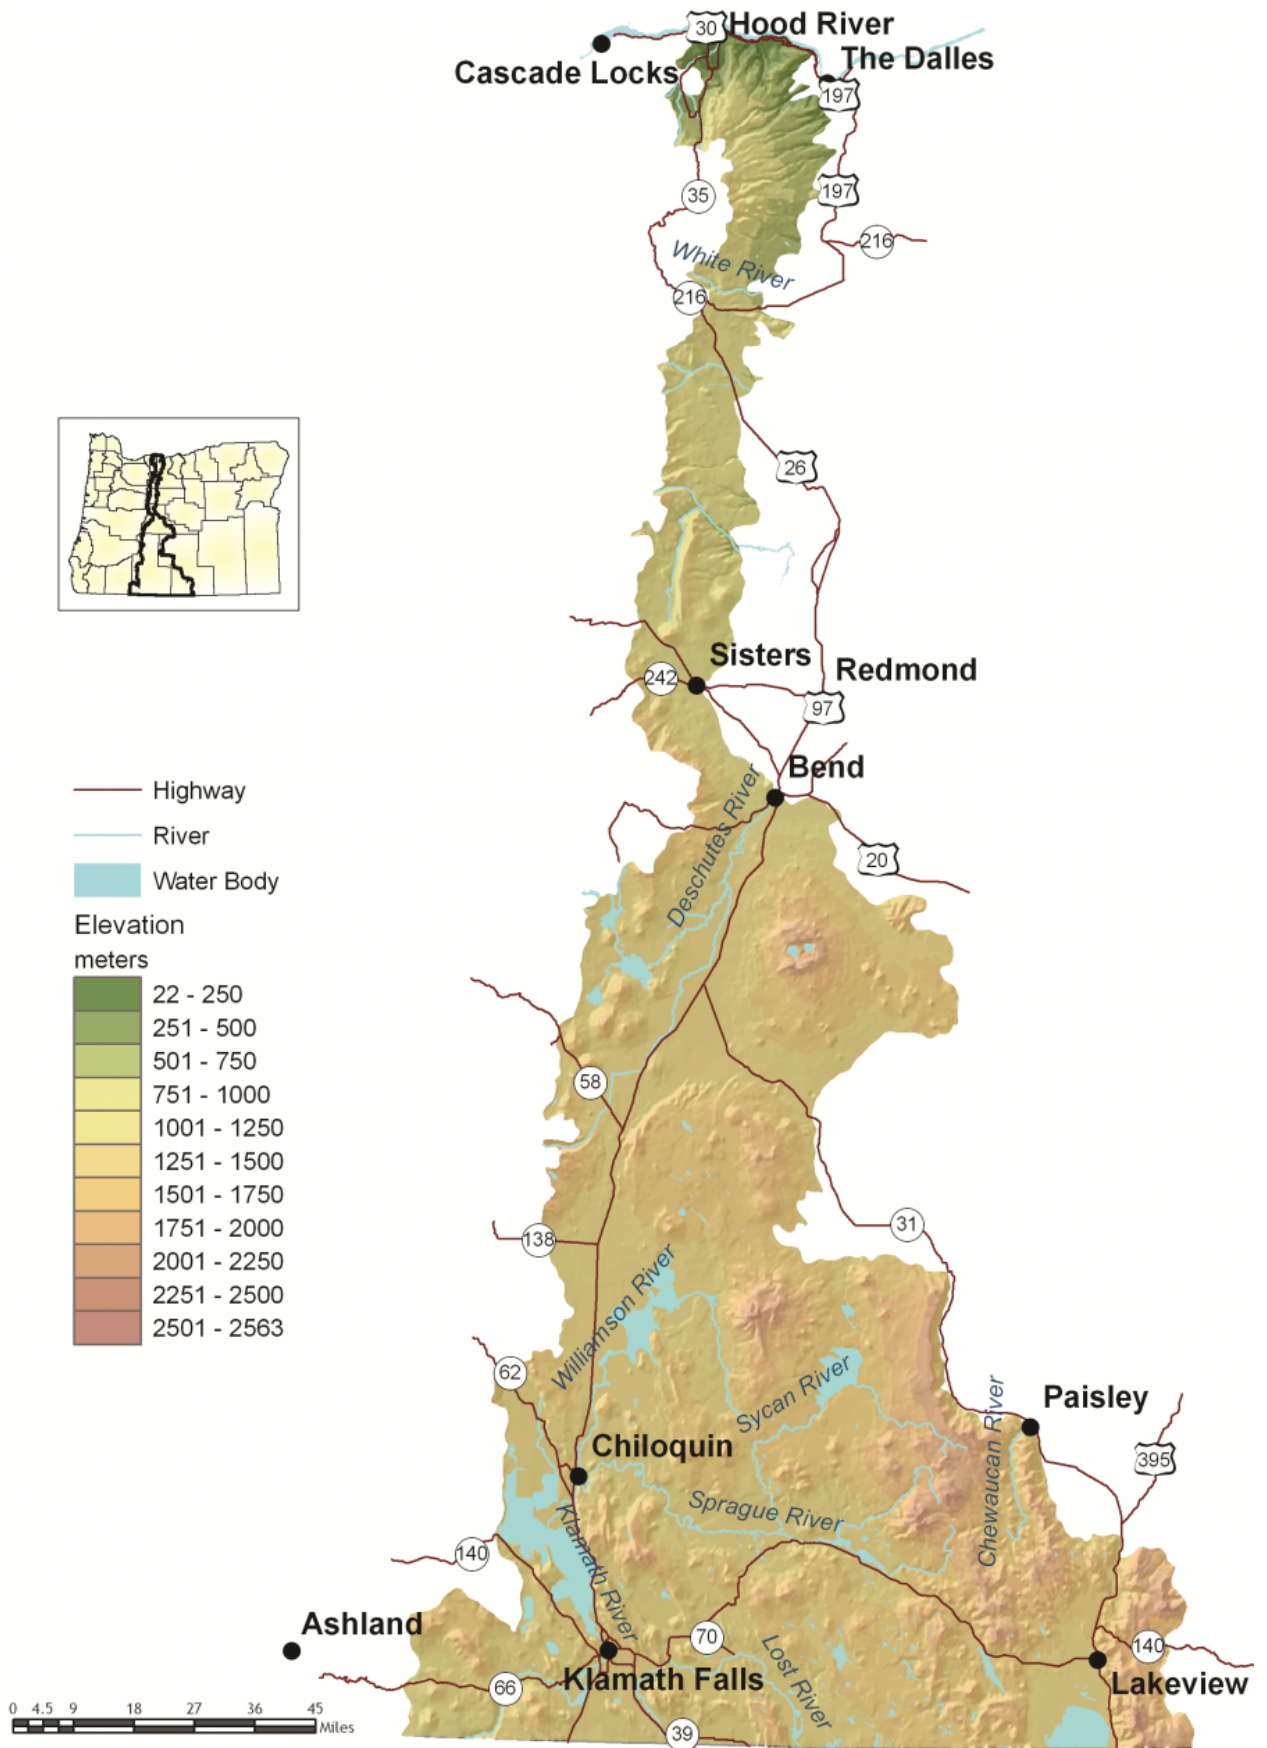 30
Hood River
Cascade Locks
The Dalles
197
35
197
216
White River
216
26
Sisters
242
Redmond
97
Bend
Deschutes River
20
Highway
River
Water Body
Elevation
meters
22 - 250
251 - 500
501 - 750
751 - 1000
1001 - 1250
1251 - 1500
1501 - 1750
1751 - 2000
2001 - 2250
2251 - 2500
2501 - 2563
58
138
31
Williamson River
62
Sycan River
Chewaucan River
Paisley
395
Chiloquin
Sprague River
Klamath River
140
Ashland
70
Lost River
140
Klamath Falls
Lakeview
66
39
0 4.5 9 18 27 36 45
Miles